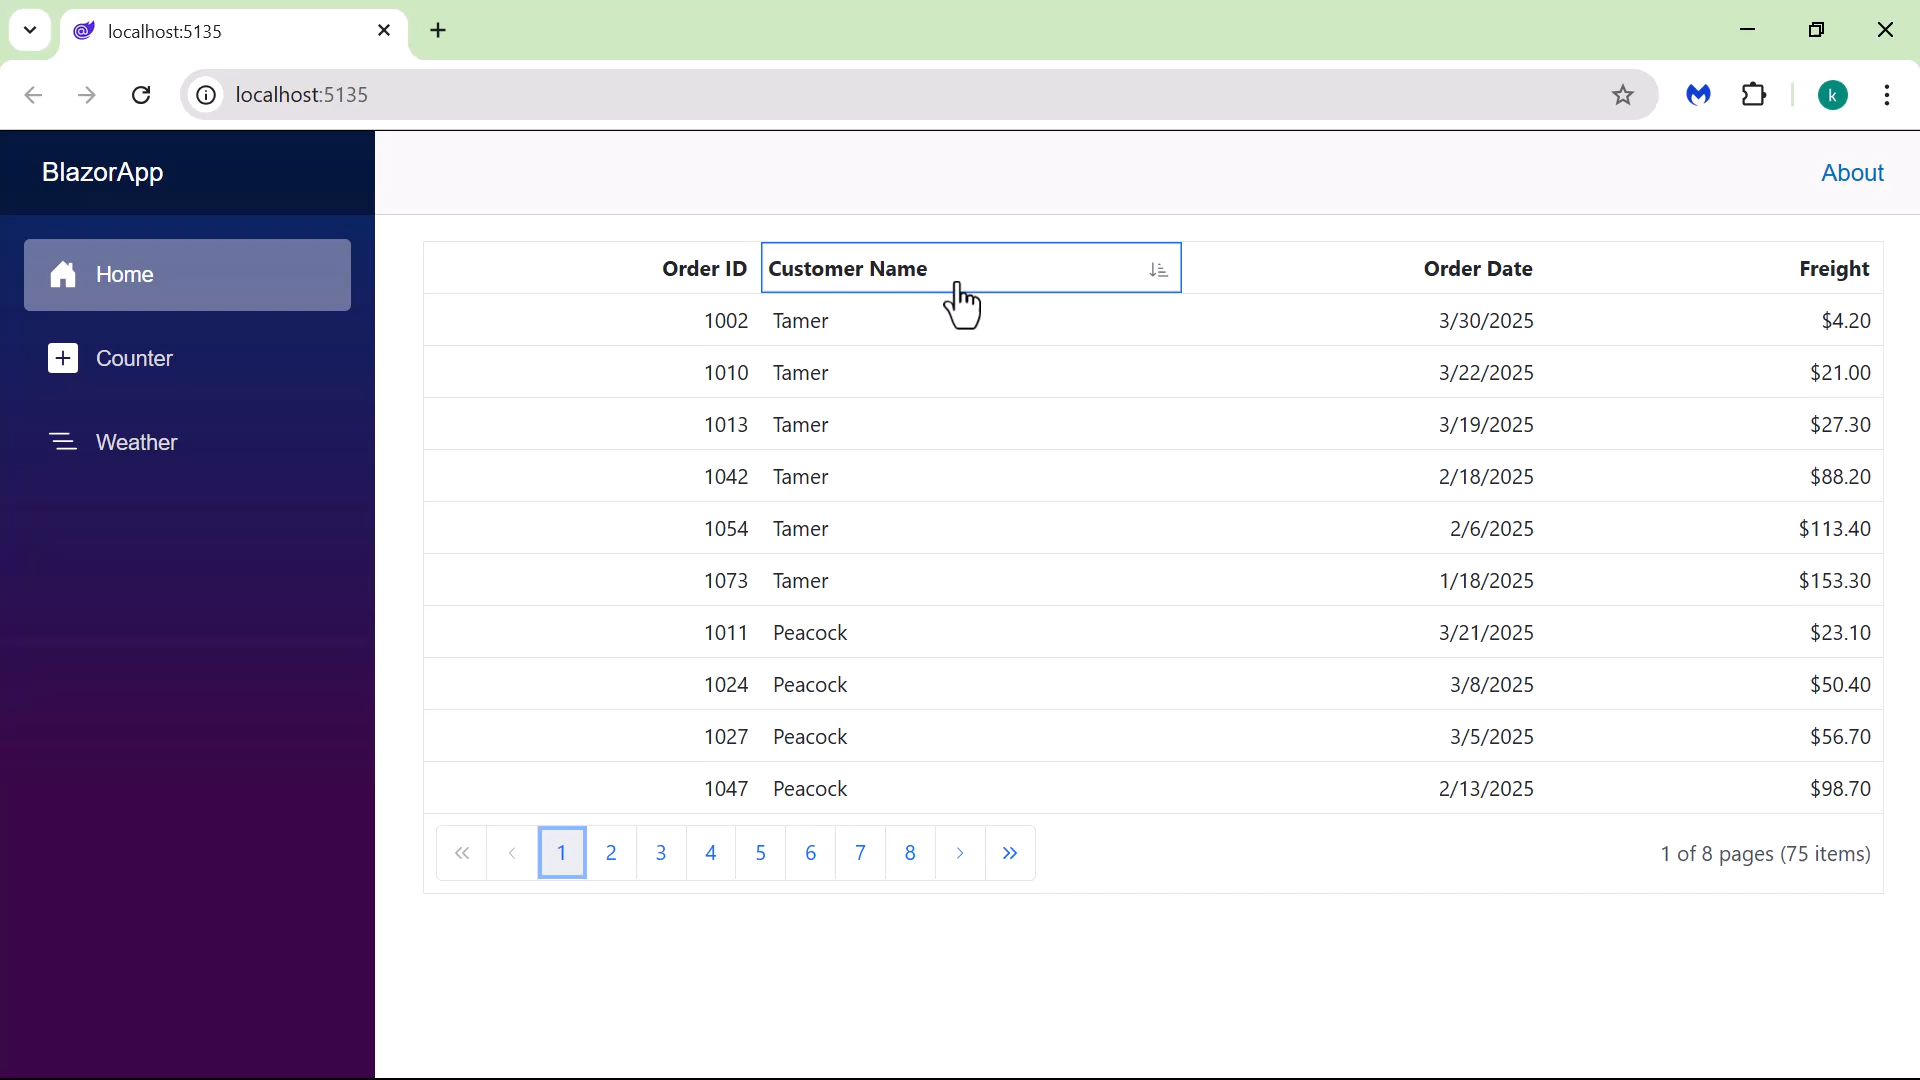 localhost:5135
localhost:5135
k
BlazorApp
About
Home
Counter
Weather
Order ID Customer Name Order Date Freight
1002 Tamer 3/30/2025 $4.20
1010 Tamer 3/22/2025 $21.00
1013 Tamer 3/19/2025 $27.30
1042 Tamer 2/18/2025 $88.20
1054 Tamer 2/6/2025 $113.40
1073 Tamer 1/18/2025 $153.30
1011 Peacock 3/21/2025 $23.10
1024 Peacock 3/8/2025 $50.40
1027 Peacock 3/5/2025 $56.70
1047 Peacock 2/13/2025 $98.70
1 2 3 4 5 6 7 8 1 of 8 pages (75 items)